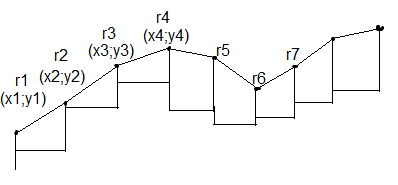 r1
(x1;y1)
r2
(x2;y2)
r3
(x3;y3)
r4
(x4;y4)
r5
r6
r7